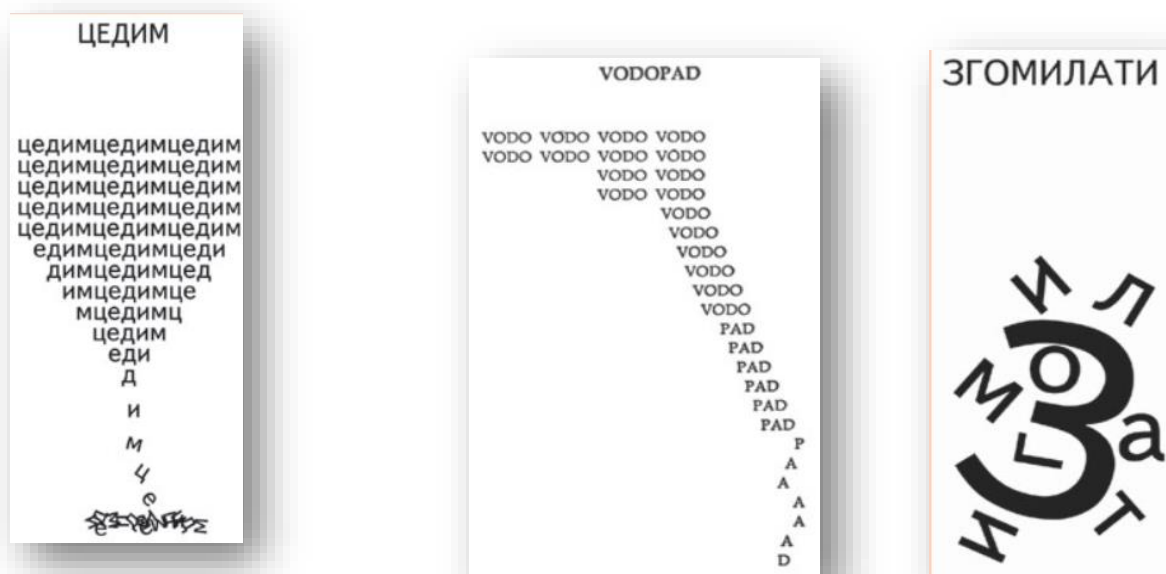 ЦЕДИМ
цедимцедимцедим
цедимцедимцедим
цедимцедимцедим
цедимцедимцедим
цедимцедимцедим
едимцедимцеди
димцедимцед
имцедимце
мцедимц
цедим
еди
д
и
м
ц
е
VODOPAD
VODO VODO VODO VODO
VODO VODO VODO VODO
VODO VODO
VODO VODO
VODO
VODO
VODO
VODO
VODO
VODO
PAD
PAD
PAD
PAD
PAD
PAD
P
A
A
A
A
A
D
ЗГОМИЛАТИ
З
г
о
м
и
л
а
т
и